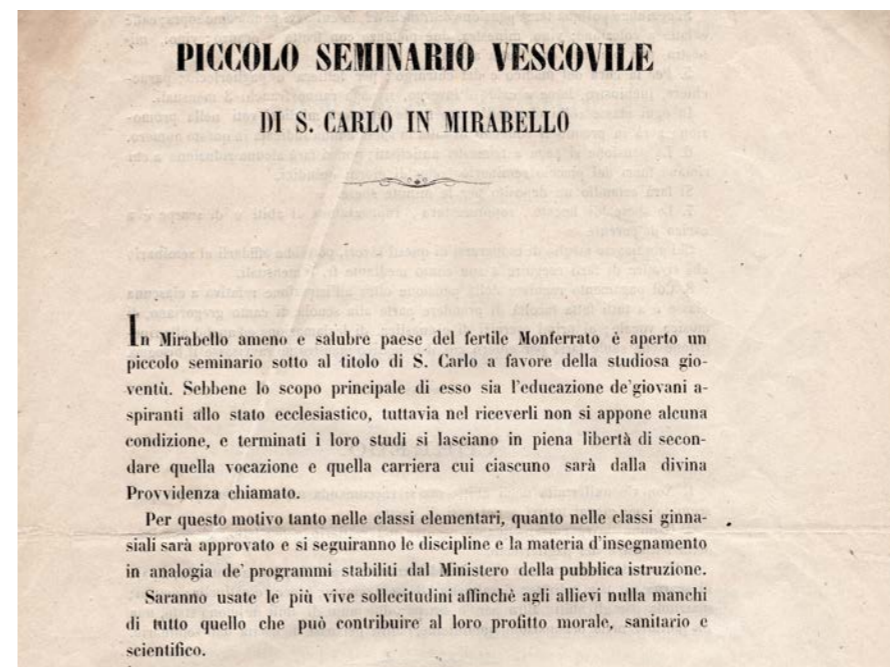 PICCOLO SEMINARIO VESCOVILE
DI S. CARLO IN MIRABELLO
In Mirabello ameno e salubre paese del fertile Monferrato è aperto un
piccolo seminario sotto al titolo di S. Carlo a favore della studiosa gio-
ventù. Sebbene lo scopo principale di esso sia l'educazione de'giovani a-
spiranti allo stato ecclesiastico, tuttavia nel riceverli non si appone alcuna
condizione, e terminati i loro studi si lasciano in piena libertà di secon-
dare quella vocazione e quella carriera cui ciascuno sarà dalla divina
Provvidenza chiamato.
Per questo motivo tanto nelle classi elementari, quanto nelle classi ginna-
siali sarà approvato e si seguiranno le discipline e la materia d'insegnamento
in analogia de' programmi stabiliti dal Ministero della pubblica istruzione.
Saranno usate le più vive sollecitudini affinchè agli allievi nulla manchi
di tutto quello che può contribuire al loro profitto morale, sanitario e
scientifico.